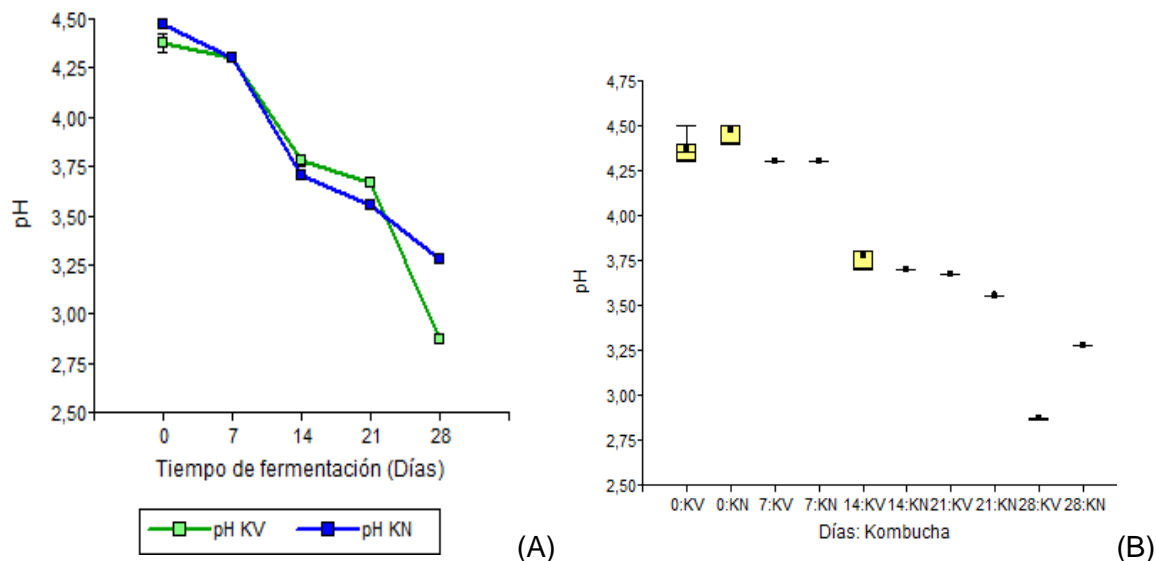 4,50
4,25
4,00
3,75
3,50
3,25
3,00
2,75
2,50
pH
0 7 14 21 28
Tiempo de fermentación (Días)
pH KV pH KN
(A)
4,75
4,50
4,25
4,00
3,75
3,50
3,25
3,00
2,75
2,50
pH
0:KV 0:KN 7:KV 7:KN 14:KV 14:KN 21:KV 21:KN 28:KV 28:KN
Días: Kombucha
(B)